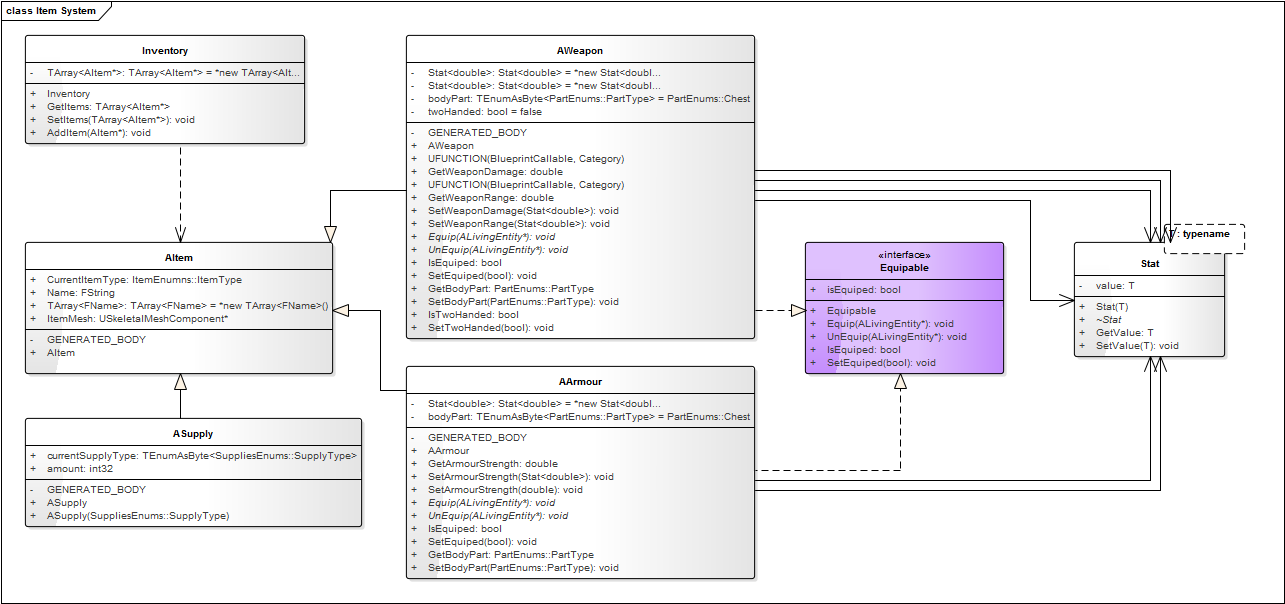 class Item System
Inventory
- TArray<AItem*>: TArray<AItem*> = *new TArray<AIt...
+ Inventory
+ GetItems: TArray<AItem*>
+ SetItems(TArray<AItem*>): void
+ AddItem(AItem*): void
AWeapon
- Stat<double>: Stat<double> = *new Stat<doubl...
- Stat<double>: Stat<double> = *new Stat<doubl...
- bodyPart: TEnumAsByte<PartEnums::PartType> = PartEnums::Chest
- twoHanded: bool = false
- GENERATED_BODY
+ AWeapon
+ UFUNCTION(BlueprintCallable, Category)
+ GetWeaponDamage: double
+ UFUNCTION(BlueprintCallable, Category)
+ GetWeaponRange: double
+ SetWeaponDamage(Stat<double>): void
+ SetWeaponRange(Stat<double>): void
+ Equip(ALivingEntity*): void
+ UnEquip(ALivingEntity*): void
+ IsEquiped: bool
+ SetEquiped(bool): void
+ GetBodyPart: PartEnums::PartType
+ SetBodyPart(PartEnums::PartType): void
+ IsTwoHanded: bool
+ SetTwoHanded(bool): void
AItem
+ CurrentItemType: ItemEnumns::ItemType
+ Name: FString
+ TArray<FName>: TArray<FName> = *new TArray<FName>()
+ ItemMesh: USkeletalMeshComponent*
- GENERATED_BODY
+ AItem
«interface»
Equipable
+ isEquiped: bool
+ Equipable
+ Equip(ALivingEntity*): void
+ UnEquip(ALivingEntity*): void
+ IsEquiped: bool
+ SetEquiped(bool): void
: typename
Stat
- value: T
+ Stat(T)
+ ~Stat
+ GetValue: T
+ SetValue(T): void
ASupply
+ currentSupplyType: TEnumAsByte<SuppliesEnums::SupplyType>
+ amount: int32
- GENERATED_BODY
+ ASupply
+ ASupply(SuppliesEnums::SupplyType)
AArmour
- Stat<double>: Stat<double> = *new Stat<doubl...
- bodyPart: TEnumAsByte<PartEnums::PartType> = PartEnums::Chest
- GENERATED_BODY
+ AArmour
+ GetArmourStrength: double
+ SetArmourStrength(Stat<double>): void
+ SetArmourStrength(double): void
+ Equip(ALivingEntity*): void
+ UnEquip(ALivingEntity*): void
+ IsEquiped: bool
+ SetEquiped(bool): void
+ GetBodyPart: PartEnums::PartType
+ SetBodyPart(PartEnums::PartType): void